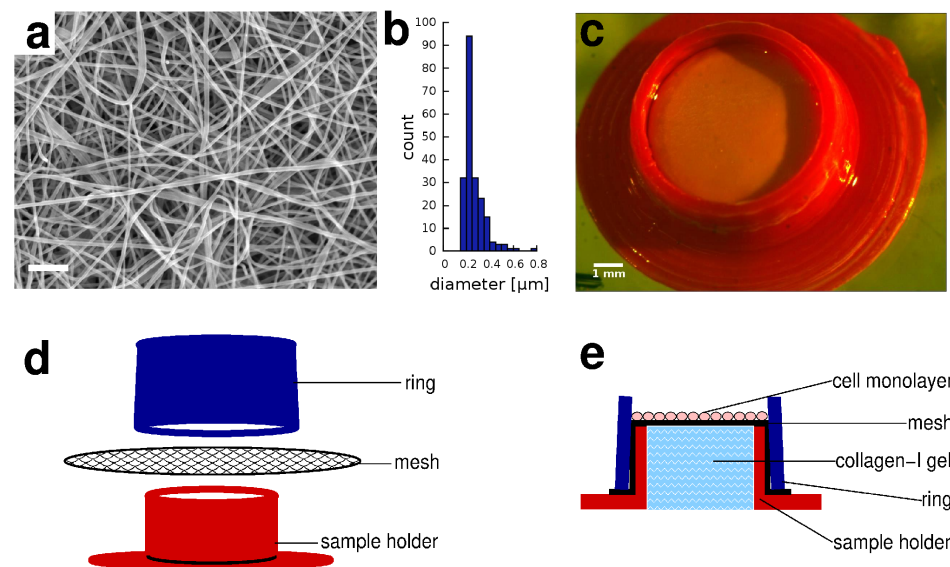 a
b
100
90
80
70
60
50
40
30
20
10
0
count
0 0.2 0.4 0.6 0.8
diameter [µm]
c
1 mm
d
ring
mesh
sample holder
e
cell monolayer
mesh
collagen-I gel
ring
sample holder